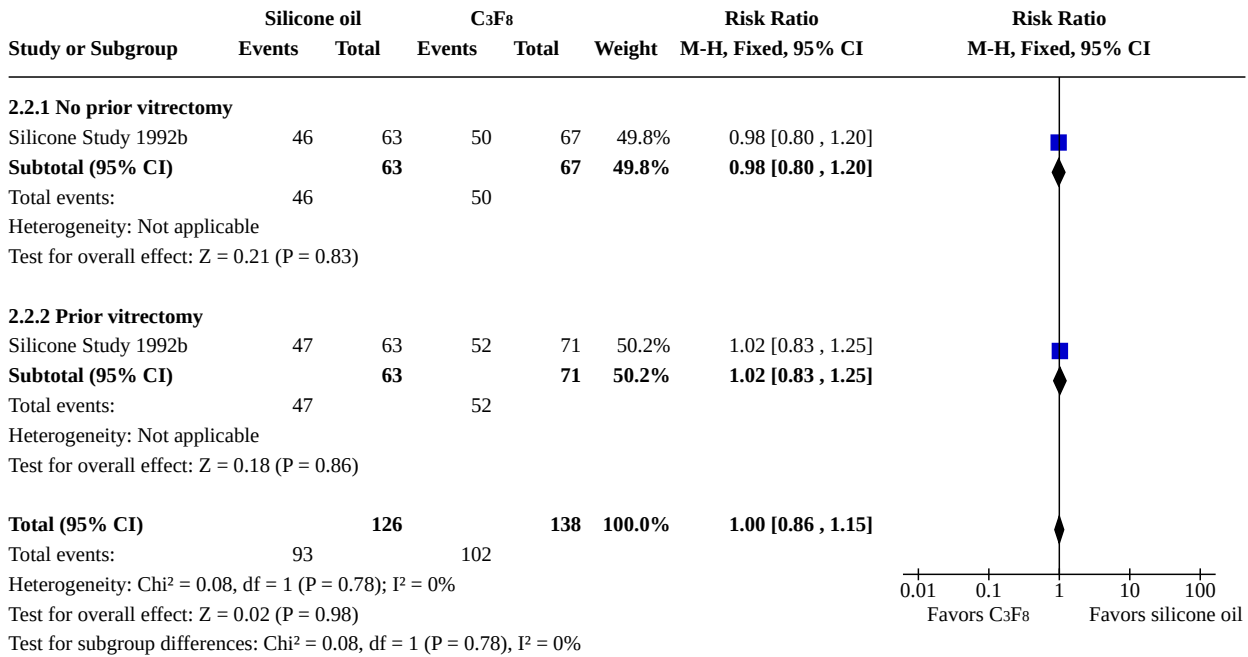 Silicone oil C₃F₈ Risk Ratio Risk Ratio
Study or Subgroup Events Total Events Total Weight M-H, Fixed, 95% CI M-H, Fixed, 95% CI
2.2.1 No prior vitrectomy
Silicone Study 1992b 46 63 50 67 49.8% 0.98 [0.80 , 1.20]
Subtotal (95% CI) 63 67 49.8% 0.98 [0.80 , 1.20]
Total events: 46 50
Heterogeneity: Not applicable
Test for overall effect: Z = 0.21 (P = 0.83)
2.2.2 Prior vitrectomy
Silicone Study 1992b 47 63 52 71 50.2% 1.02 [0.83 , 1.25]
Subtotal (95% CI) 63 71 50.2% 1.02 [0.83 , 1.25]
Total events: 47 52
Heterogeneity: Not applicable
Test for overall effect: Z = 0.18 (P = 0.86)
Total (95% CI) 126 138 100.0% 1.00 [0.86 , 1.15]
Total events: 93 102
Heterogeneity: Chi² = 0.08, df = 1 (P = 0.78); I² = 0%
0.01 0.1 1 10 100
Test for overall effect: Z = 0.02 (P = 0.98)
Favors C₃F₈ Favors silicone oil
Test for subgroup differences: Chi² = 0.08, df = 1 (P = 0.78), I² = 0%